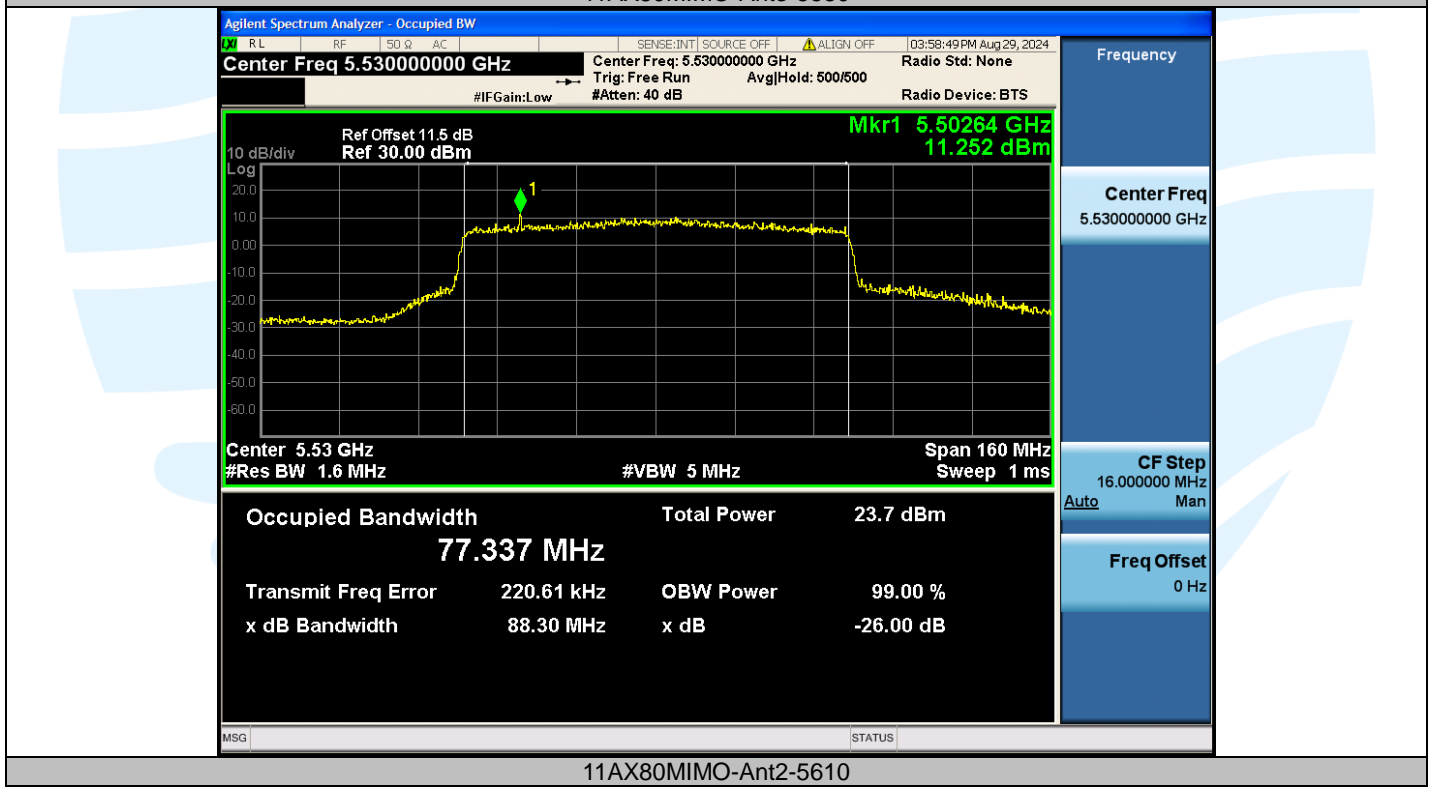 Agilent Spectrum Analyzer - Occupied BW
RL RF 50 Ω AC SENSE:INT SOURCE OFF ALIGN OFF 03:58:49 PM Aug 29, 2024
Center Freq 5.530000000 GHz
Center Freq: 5.530000000 GHz
Radio Std: None
Trig: Free Run Avg|Hold: 500/500
#IFGain:Low
#Atten: 40 dB
Radio Device: BTS
Mkr1 5.50264 GHz
11.252 dBm
Ref Offset 11.5 dB
10 dB/div Ref 30.00 dBm
Log
20.0
10.0
0.00
-10.0
-20.0
-30.0
-40.0
-50.0
-60.0
1
Center 5.53 GHz Span 160 MHz
#Res BW 1.6 MHz #VBW 5 MHz Sweep 1 ms
Occupied Bandwidth Total Power 23.7 dBm
77.337 MHz
Transmit Freq Error 220.61 kHz OBW Power 99.00 %
x dB Bandwidth 88.30 MHz x dB -26.00 dB
MSG STATUS
Frequency
Center Freq
5.530000000 GHz
CF Step
16.000000 MHz
Auto Man
Freq Offset
0 Hz
11AX80MIMO-Ant2-5610